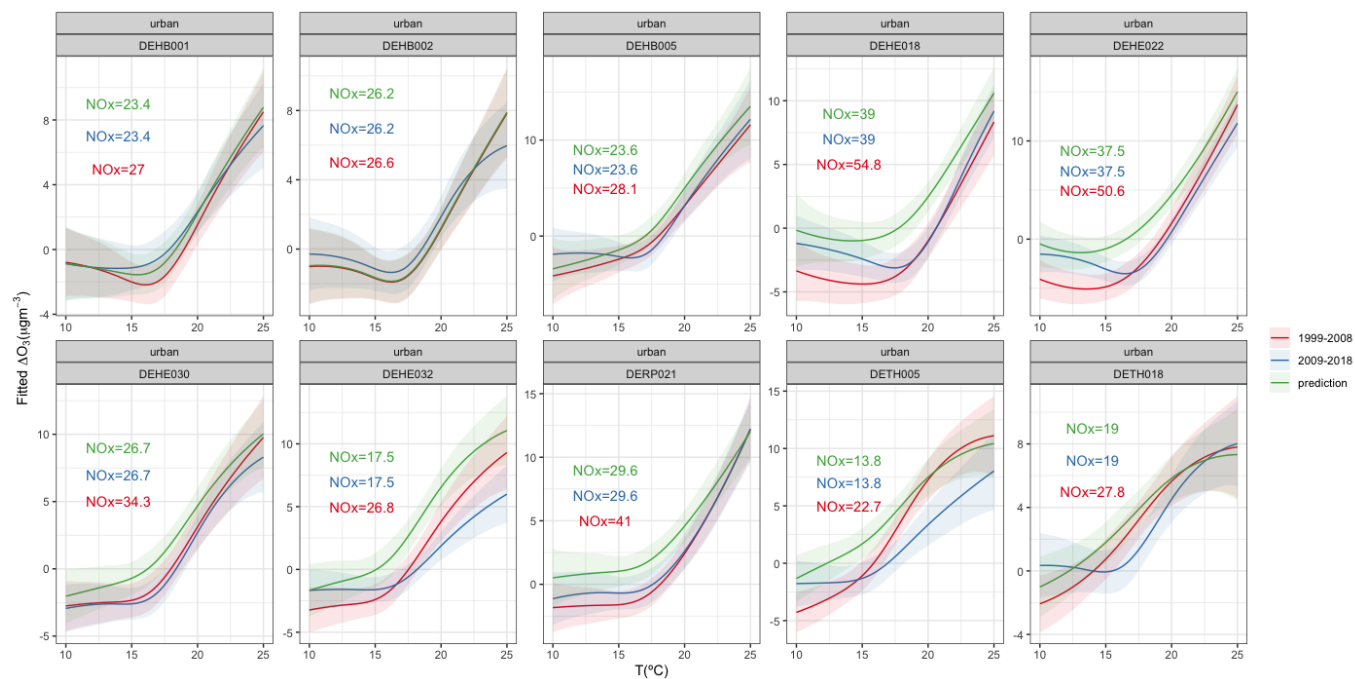 urban urban urban urban urban
DEHB001 DEHB002 DEHB005 DEHE018 DEHE022
NOx=23.4
NOx=23.4
NOx=27
8
4
0
-4
10 15 20 25
NOx=26.2
NOx=26.2
NOx=26.6
8
4
0
10 15 20 25
NOx=23.6
NOx=23.6
NOx=28.1
10
0
10 15 20 25
NOx=39
NOx=39
NOx=54.8
10
5
0
-5
10 15 20 25
NOx=37.5
NOx=37.5
NOx=50.6
10
0
10 15 20 25
Fitted ΔO₃(μgm⁻³)
urban urban urban urban urban
DEHE030 DEHE032 DERP021 DETH005 DETH018
NOx=26.7
NOx=26.7
NOx=34.3
10
5
0
-5
10 15 20 25
NOx=17.5
NOx=17.5
NOx=26.8
10
5
0
-5
10 15 20 25
NOx=29.6
NOx=29.6
NOx=41
15
10
5
0
10 15 20 25
NOx=13.8
NOx=13.8
NOx=22.7
15
10
5
0
-5
10 15 20 25
NOx=19
NOx=19
NOx=27.8
8
4
0
-4
10 15 20 25
T(ºC)
1999-2008
2009-2018
prediction